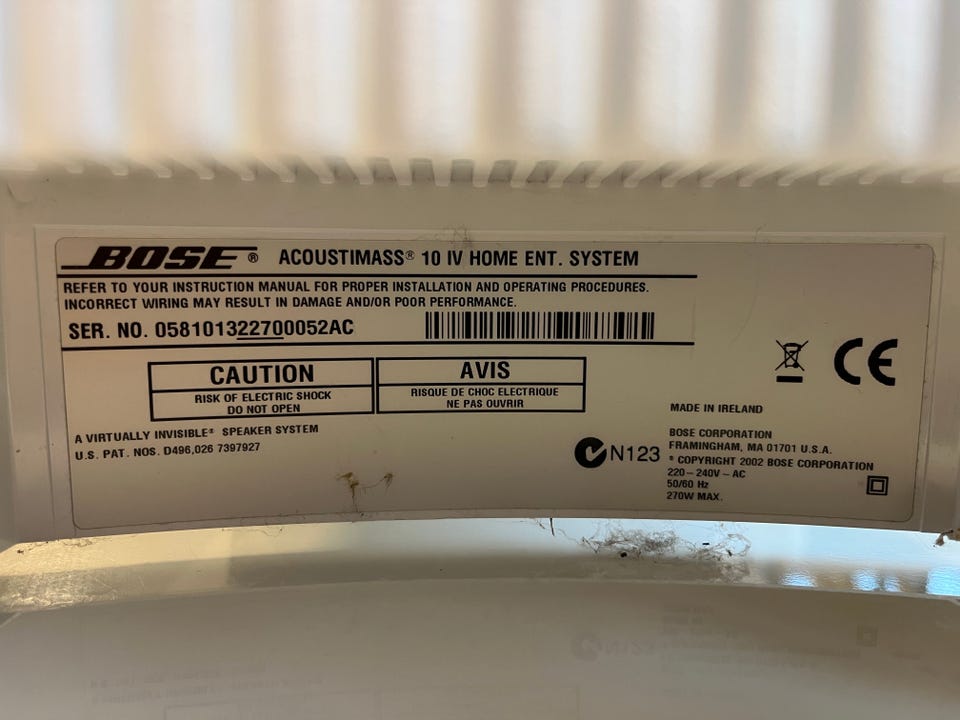 BOSE® ACOUSTIMASS® 10 IV HOME ENT. SYSTEM
REFER TO YOUR INSTRUCTION MANUAL FOR PROPER INSTALLATION AND OPERATING PROCEDURES.
INCORRECT WIRING MAY RESULT IN DAMAGE AND/OR POOR PERFORMANCE.
SER. NO. 058101322700052AC
CAUTION
RISK OF ELECTRIC SHOCK
DO NOT OPEN
AVIS
RISQUE DE CHOC ELECTRIQUE
NE PAS OUVRIR
CE
A VIRTUALLY INVISIBLE® SPEAKER SYSTEM
U.S. PAT. NOS. D496,026 7397927
N123
MADE IN IRELAND
BOSE CORPORATION
FRAMINGHAM, MA 01701 U.S.A.
© COPYRIGHT 2002 BOSE CORPORATION
220–240V – AC
50/60 Hz
270W MAX.